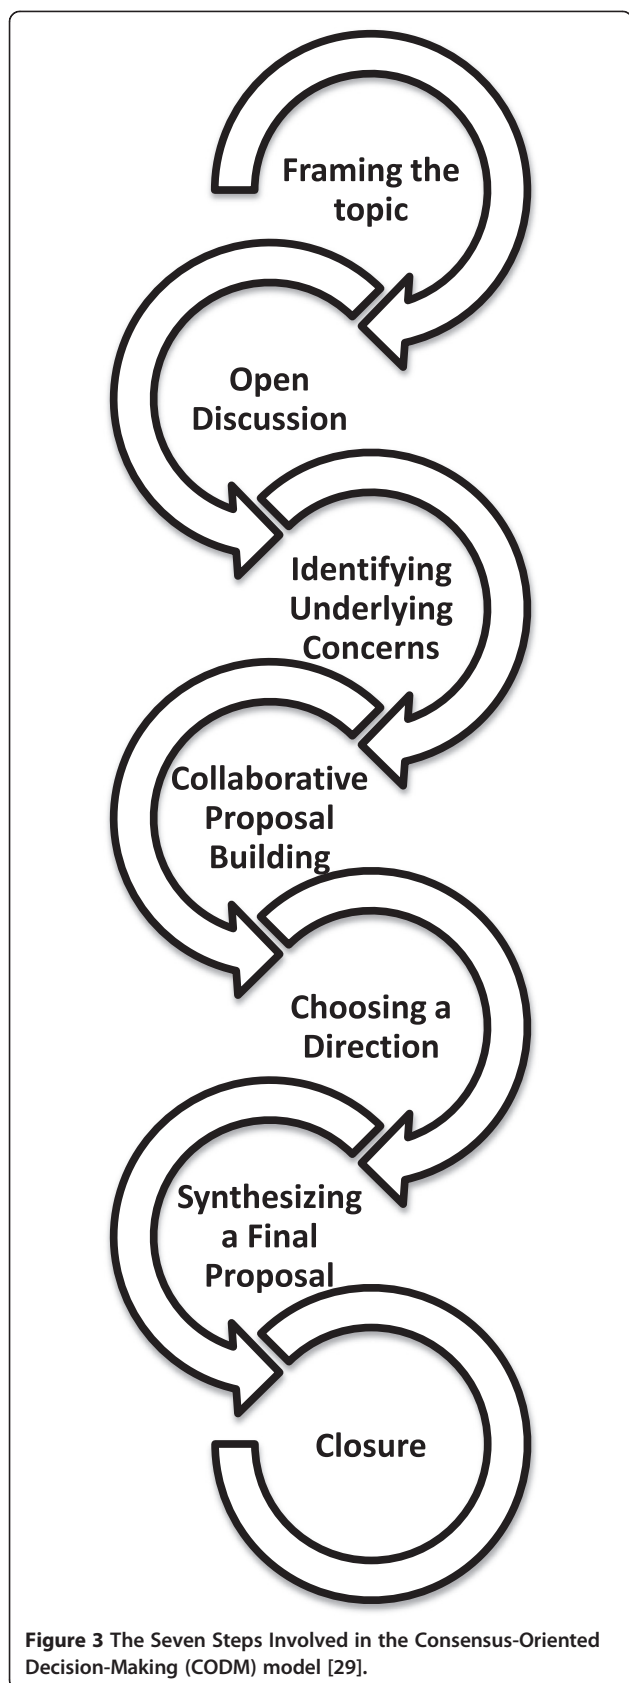 Framing the
topic
Open
Discussion
Identifying
Underlying
Concerns
Collaborative
Proposal
Building
Choosing a
Direction
Synthesizing
a Final
Proposal
Closure
Figure 3 The Seven Steps Involved in the Consensus-Oriented
Decision-Making (CODM) model [29].